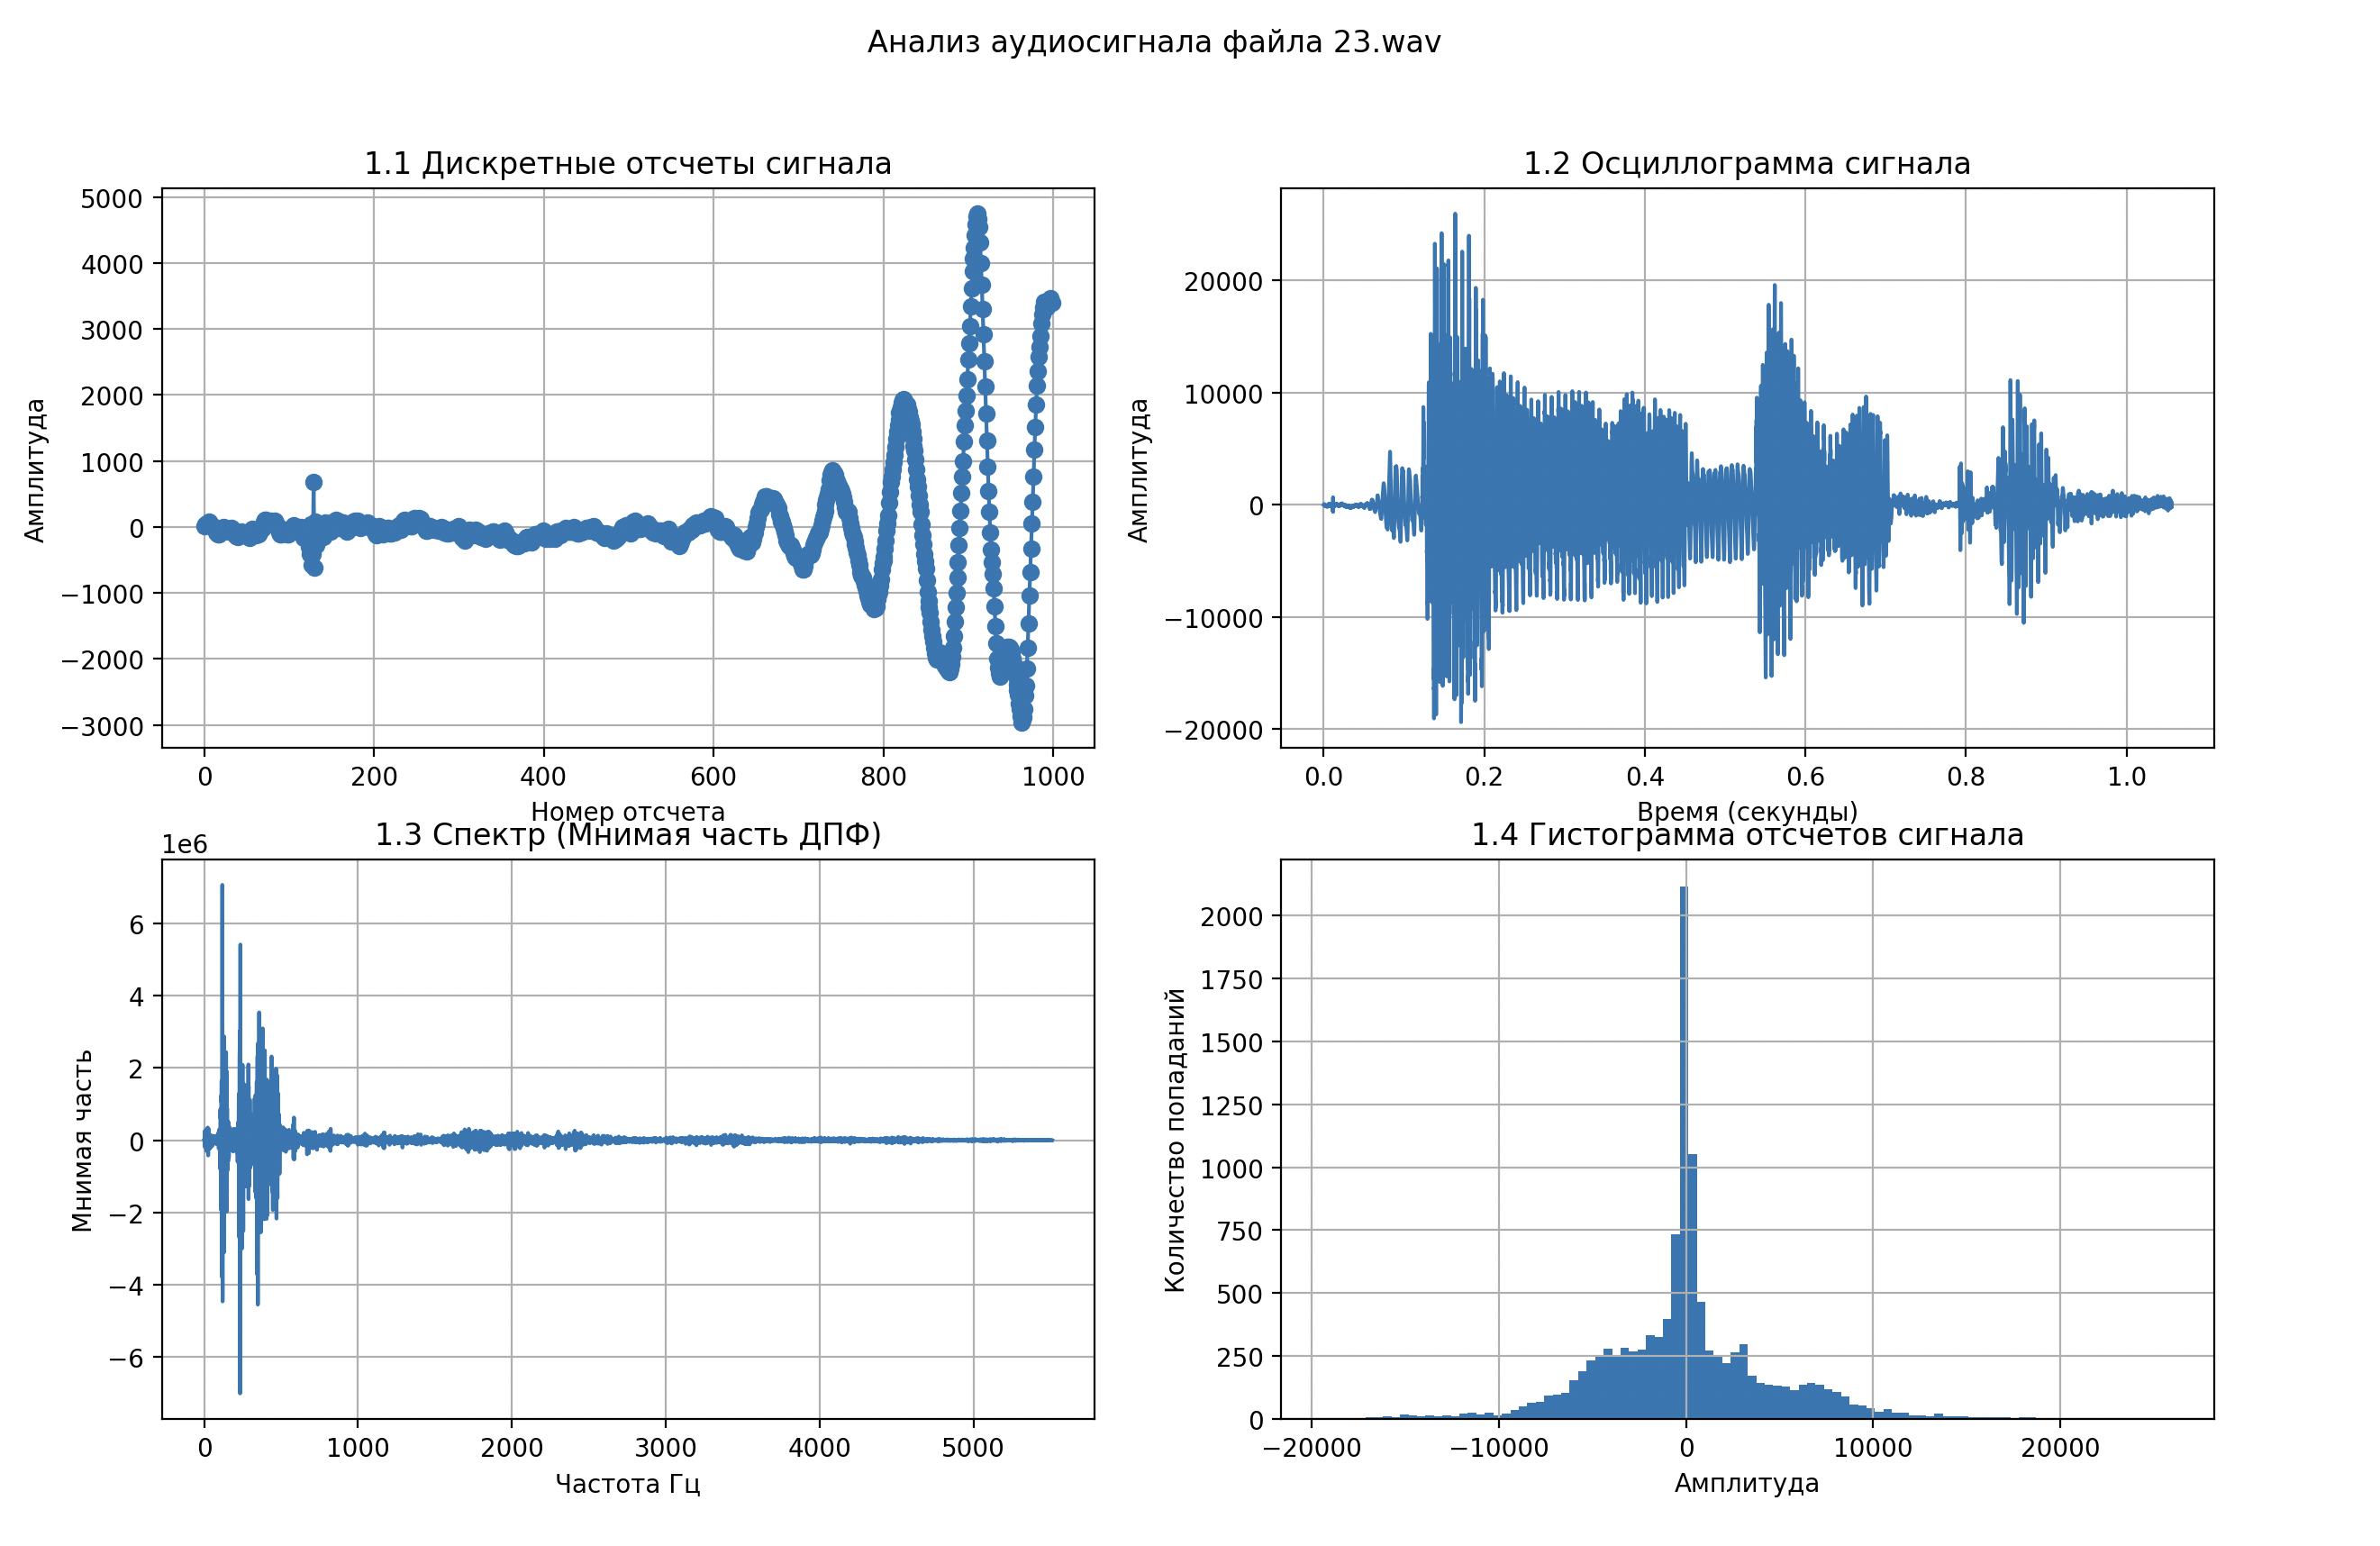 Анализ аудиосигнала файла 23.wav
1.1 Дискретные отсчеты сигнала
5000
4000
3000
2000
1000
0
−1000
−2000
−3000
Амплитуда
0 200 400 600 800 1000
Номер отсчета
1.2 Осциллограмма сигнала
20000
10000
0
−10000
−20000
Амплитуда
0.0 0.2 0.4 0.6 0.8 1.0
Время (секунды)
1.3 Спектр (Мнимая часть ДПФ)
1e6
6
4
2
0
−2
−4
−6
Мнимая часть
0 1000 2000 3000 4000 5000
Частота Гц
1.4 Гистограмма отсчетов сигнала
2000
1750
1500
1250
1000
750
500
250
0
Количество попаданий
−20000 −10000 0 10000 20000
Амплитуда